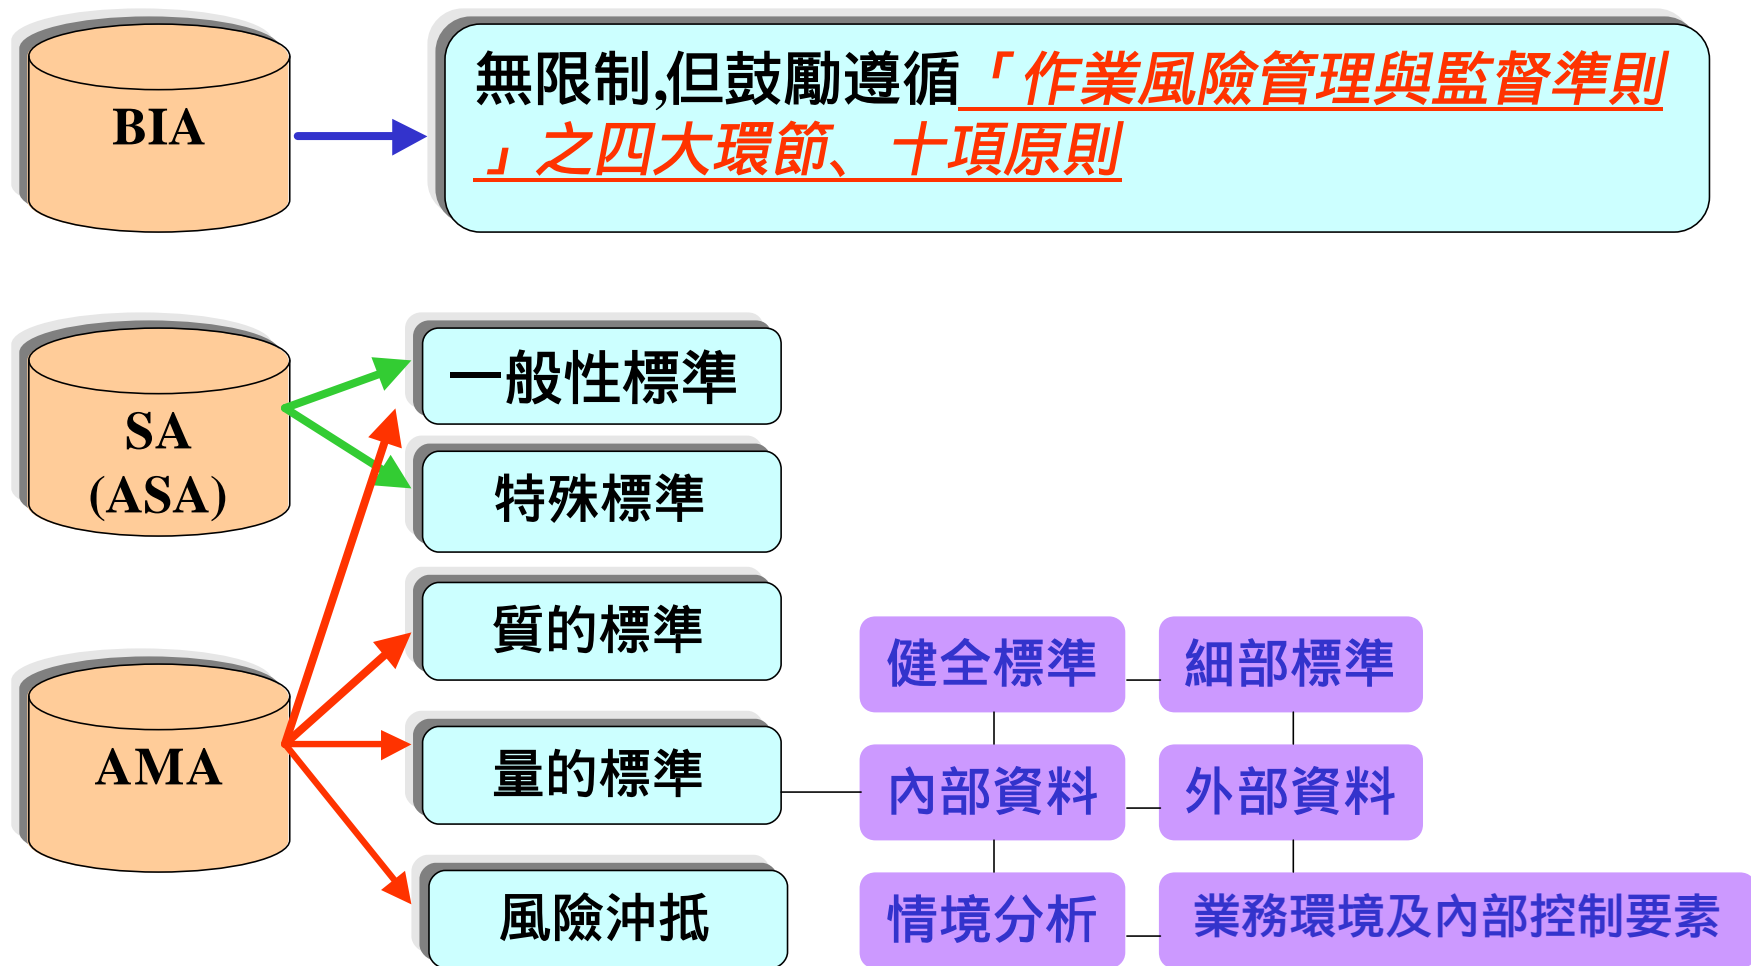 BIA
無限制,但鼓勵遵循「作業風險管理與監督準則
」之四大環節、十項原則
SA
(ASA)
一般性標準
特殊標準
質的標準
AMA
量的標準
風險沖抵
健全標準
細部標準
內部資料
外部資料
情境分析
業務環境及內部控制要素